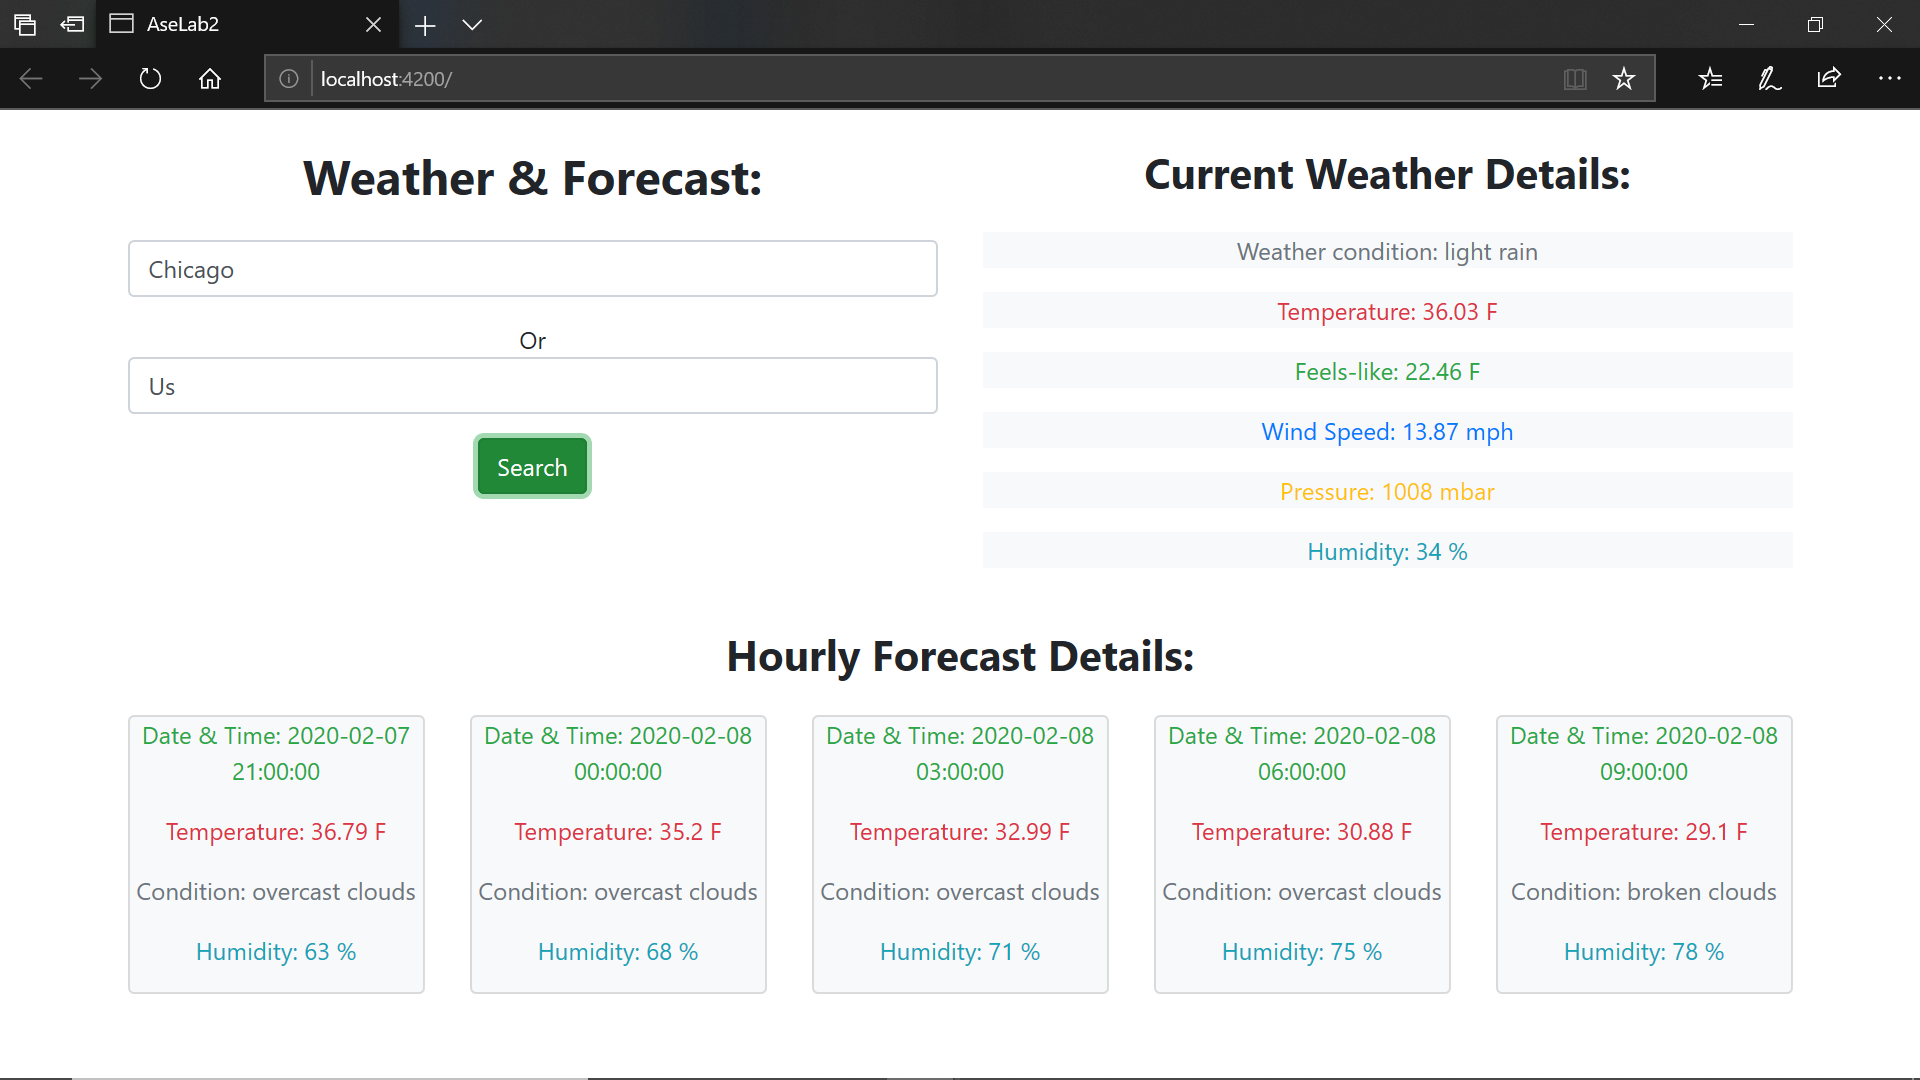 AseLab2
localhost:4200/
Weather & Forecast:
Chicago
Or
Us
Search
Current Weather Details:
Weather condition: light rain
Temperature: 36.03 F
Feels-like: 22.46 F
Wind Speed: 13.87 mph
Pressure: 1008 mbar
Humidity: 34 %
Hourly Forecast Details:
Date & Time: 2020-02-07
21:00:00
Temperature: 36.79 F
Condition: overcast clouds
Humidity: 63 %
Date & Time: 2020-02-08
00:00:00
Temperature: 35.2 F
Condition: overcast clouds
Humidity: 68 %
Date & Time: 2020-02-08
03:00:00
Temperature: 32.99 F
Condition: overcast clouds
Humidity: 71 %
Date & Time: 2020-02-08
06:00:00
Temperature: 30.88 F
Condition: overcast clouds
Humidity: 75 %
Date & Time: 2020-02-08
09:00:00
Temperature: 29.1 F
Condition: broken clouds
Humidity: 78 %